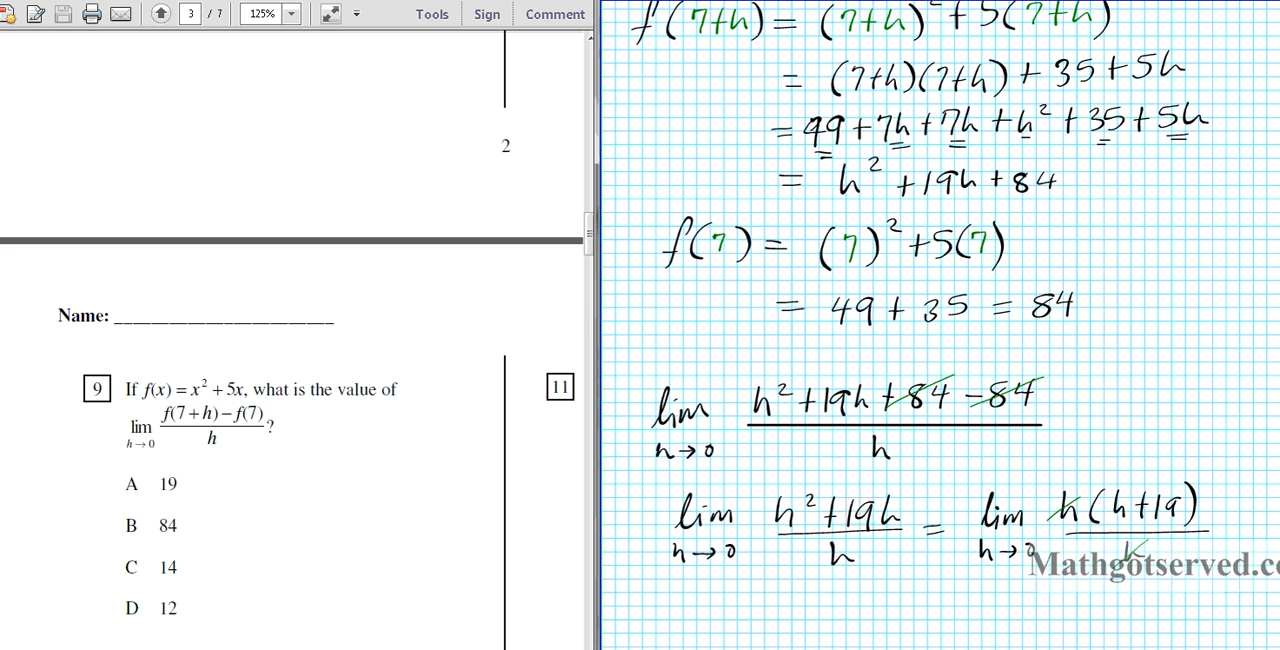 3 / 7 125% Tools Sign Comment
2
Name: ________________________
9 If f(x) = x² + 5x, what is the value of
lim h→0 (f(7 + h) – f(7))/h ?
A 19
B 84
C 14
D 12
11
f(7+h) = (7+h)² + 5(7+h)
= (7+h)(7+h) + 35 + 5h
= 49 + 7h + 7h + h² + 35 + 5h
= h² + 19h + 84
f(7) = (7)² + 5(7)
= 49 + 35 = 84
lim h→0 (h² + 19h + 84 – 84)/h
lim h→0 (h² + 19h)/h = lim h→0 h(h + 19)/h
Mathgotserved.co